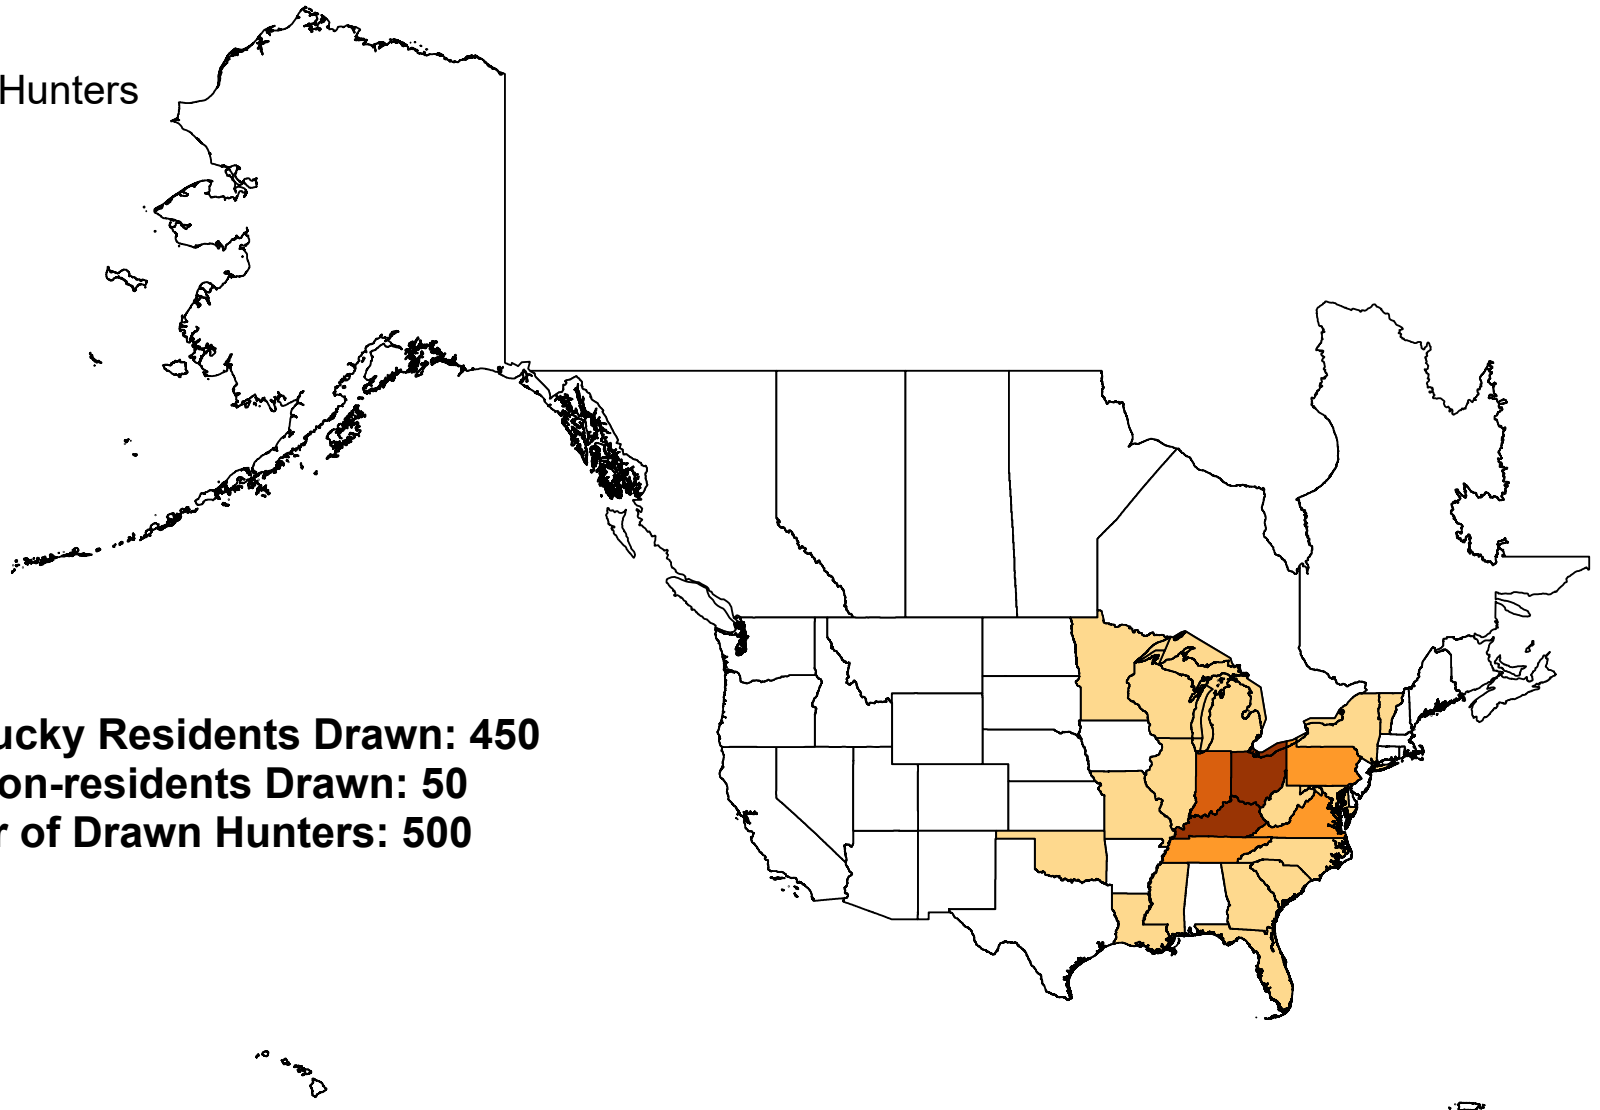 Hunters
ucky Residents Drawn: 450
on-residents Drawn: 50
r of Drawn Hunters: 500